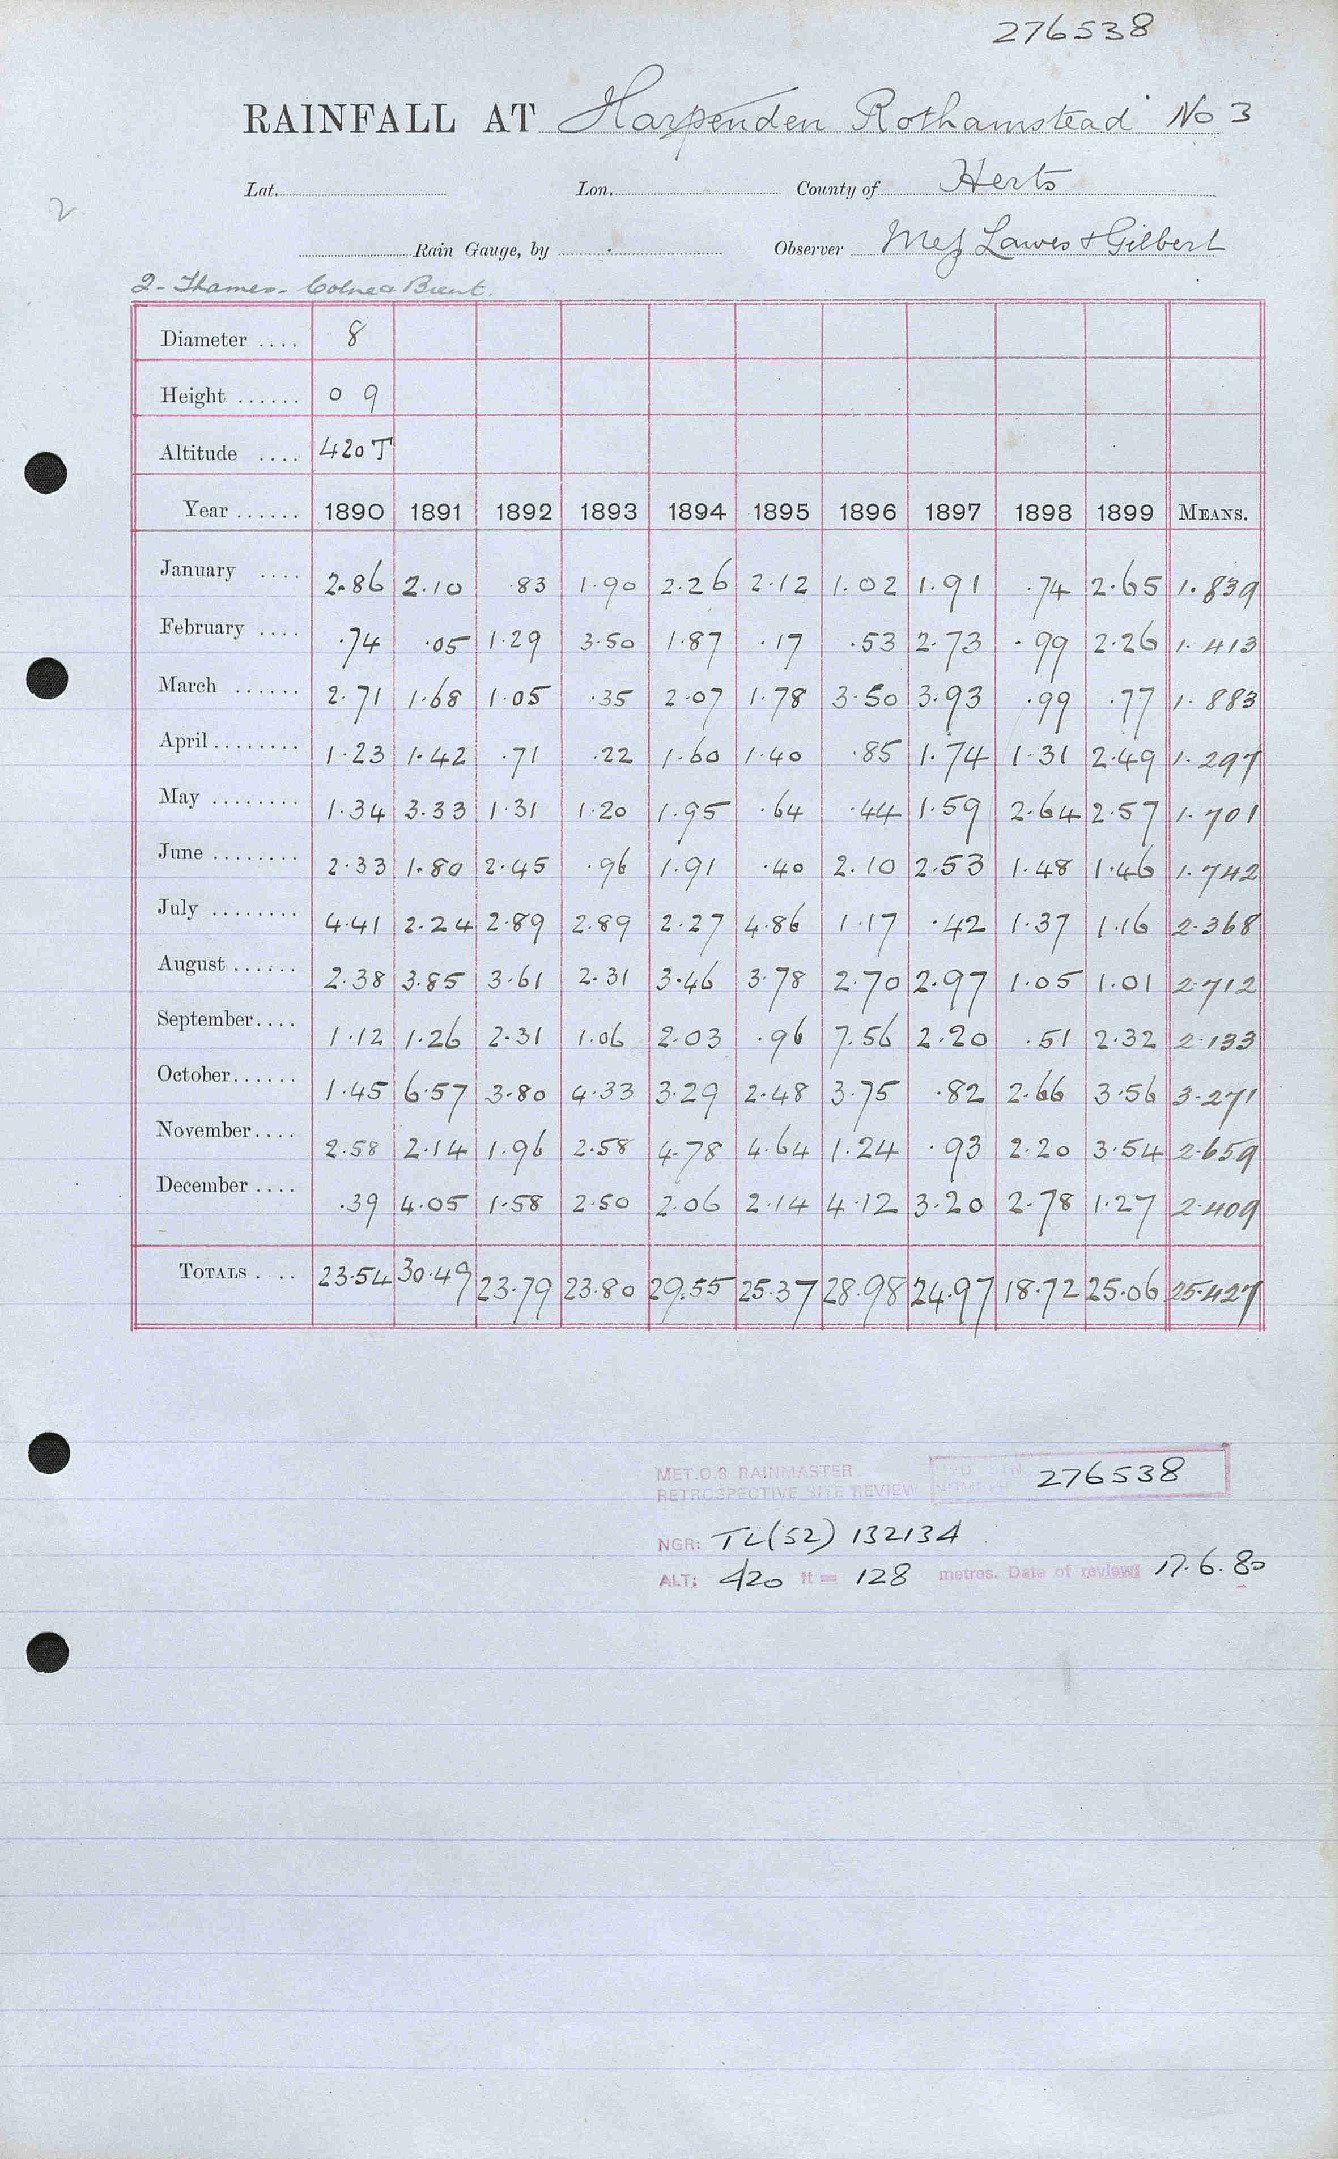 276538
RAINFALL AT Harpenden Rothamstead No 3
Lat. Lon. County of Herts
2
Rain Gauge, by Observer Mes Lawes & Gilbert
2 - Thames - Colne & Brent
Diameter .... 8
Height ...... 0 9
Altitude .... 420 T
Year ...... 1890 1891 1892 1893 1894 1895 1896 1897 1898 1899 MEANS.
January .... 2.86 2.10 .83 1.90 2.26 2.12 1.02 1.91 .74 2.65 1.839
February .... .74 .05 1.29 3.50 1.87 .17 .53 2.73 .99 2.26 1.413
March ...... 2.71 1.68 1.05 .35 2.07 1.78 3.50 3.93 .99 .77 1.883
April ........ 1.23 1.42 .71 .22 1.60 1.40 .85 1.74 1.31 2.49 1.297
May ........ 1.34 3.33 1.31 1.20 1.95 .64 .44 1.59 2.64 2.57 1.701
June ........ 2.33 1.80 2.45 .96 1.91 .40 2.10 2.53 1.48 1.46 1.742
July ........ 4.41 2.24 2.89 2.89 2.27 4.86 1.17 .42 1.37 1.16 2.368
August ...... 2.38 3.85 3.61 2.31 3.46 3.78 2.70 2.97 1.05 1.01 2.712
September .... 1.12 1.26 2.31 1.06 2.03 .96 7.56 2.20 .51 2.32 2.133
October ...... 1.45 6.57 3.80 4.33 3.29 2.48 3.75 .82 2.66 3.56 3.271
November .... 2.58 2.14 1.96 2.58 4.78 4.64 1.24 .93 2.20 3.54 2.659
December .... .39 4.05 1.58 2.50 2.06 2.14 4.12 3.20 2.78 1.27 2.409
TOTALS .... 23.54 30.49 23.79 23.80 29.55 25.37 28.98 24.97 18.72 25.06 25.427
MET.O.8 RAINMASTER
RETROSPECTIVE SITE REVIEW
NUMBER 276538
NGR: TL(52) 132134
ALT: 420 ft = 128 metres. Date of review: 17.6.80